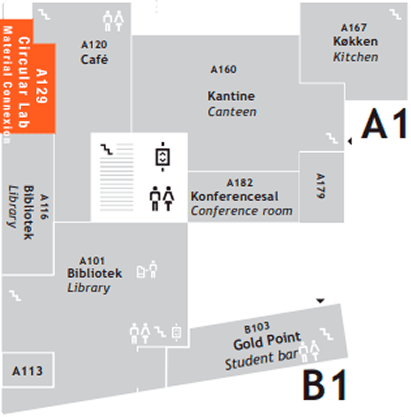 A120
Café
A167
Køkken
Kitchen
A129
Circular Lab
Material Connexion
A160
Kantine
Canteen
A1
A116
Bibliotek
Library
A182
Konferencesal
Conference room
A179
A101
Bibliotek
Library
B103
Gold Point
Student bar
A113
B1